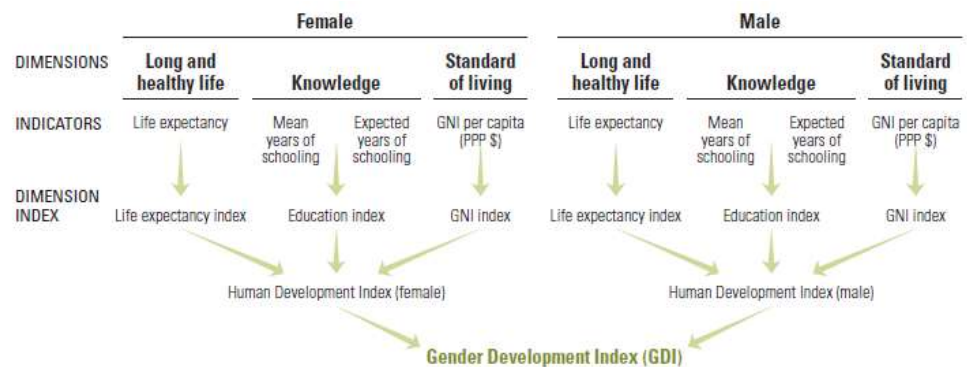 Female Male
DIMENSIONS Long and healthy life Knowledge Standard of living Long and healthy life Knowledge Standard of living
INDICATORS Life expectancy Mean years of schooling Expected years of schooling GNI per capita (PPP $) Life expectancy Mean years of schooling Expected years of schooling GNI per capita (PPP $)
DIMENSION INDEX Life expectancy index Education index GNI index Life expectancy index Education index GNI index
Human Development Index (female) Human Development Index (male)
Gender Development Index (GDI)